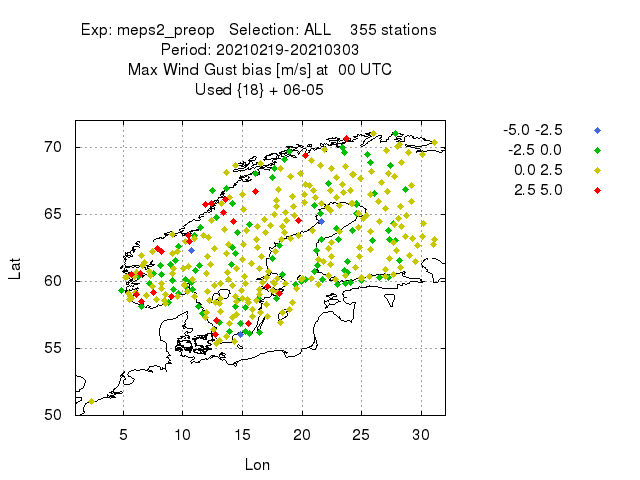 Exp: meps2_preop   Selection: ALL    355 stations
Period: 20210219-20210303
Max Wind Gust bias [m/s] at  00 UTC
Used {18} + 06-05
-5.0 -2.5
-2.5 0.0
0.0 2.5
2.5 5.0
70
65
60
55
50
Lat
5 10 15 20 25 30
Lon